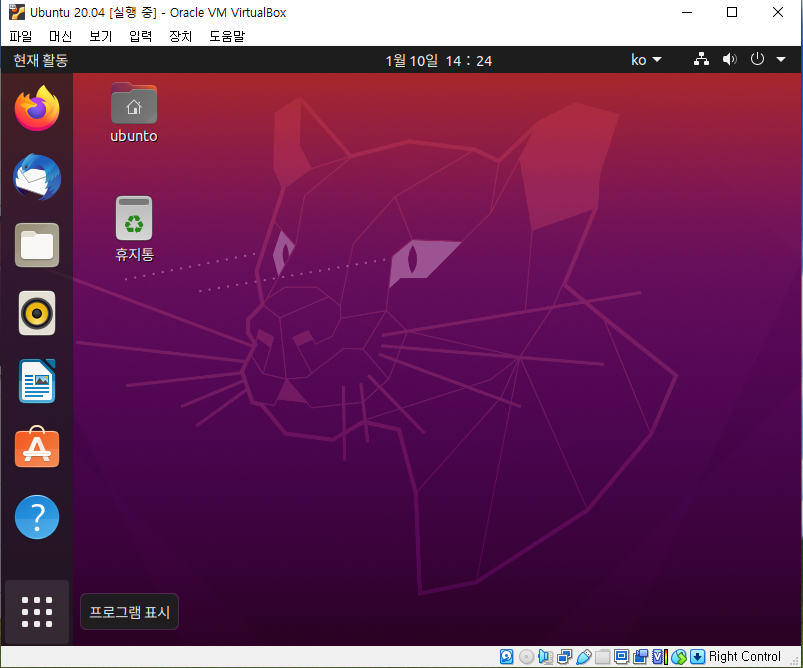 Ubuntu 20.04 [실행 중] - Oracle VM VirtualBox
파일 머신 보기 입력 장치 도움말
현재 활동 1월 10일 14 : 24 ko
ubunto
휴지통
프로그램 표시
Right Control